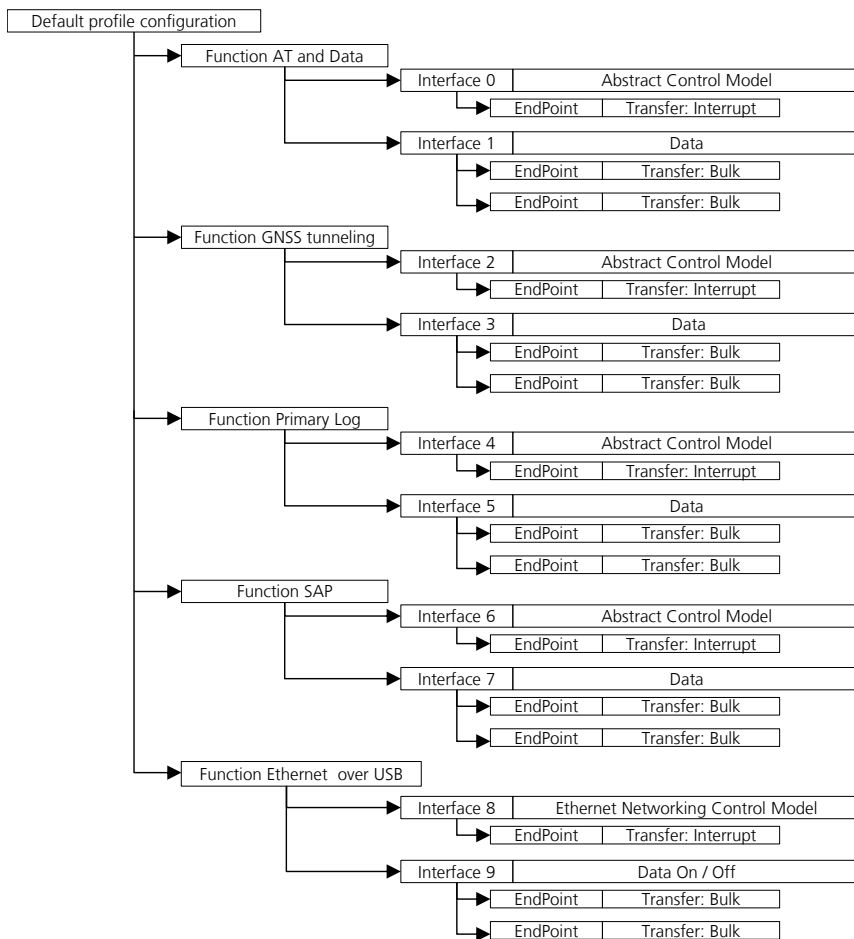 Default profile configuration
Function AT and Data
Interface 0 Abstract Control Model
EndPoint Transfer: Interrupt
Interface 1 Data
EndPoint Transfer: Bulk
EndPoint Transfer: Bulk
Function GNSS tunneling
Interface 2 Abstract Control Model
EndPoint Transfer: Interrupt
Interface 3 Data
EndPoint Transfer: Bulk
EndPoint Transfer: Bulk
Function Primary Log
Interface 4 Abstract Control Model
EndPoint Transfer: Interrupt
Interface 5 Data
EndPoint Transfer: Bulk
EndPoint Transfer: Bulk
Function SAP
Interface 6 Abstract Control Model
EndPoint Transfer: Interrupt
Interface 7 Data
EndPoint Transfer: Bulk
EndPoint Transfer: Bulk
Function Ethernet over USB
Interface 8 Ethernet Networking Control Model
EndPoint Transfer: Interrupt
Interface 9 Data On / Off
EndPoint Transfer: Bulk
EndPoint Transfer: Bulk